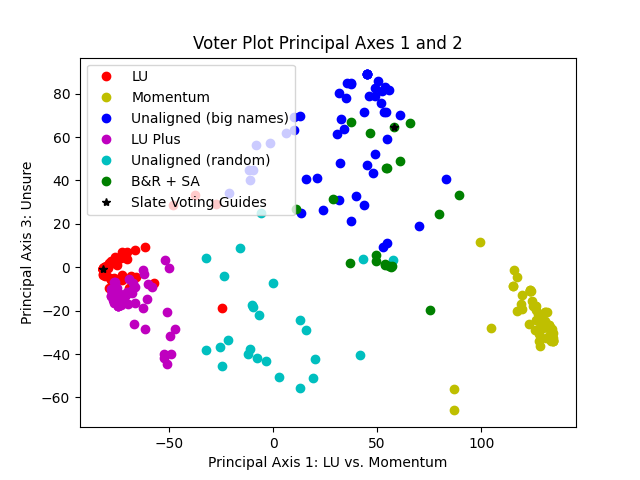 Voter Plot Principal Axes 1 and 2
LU
Momentum
Unaligned (big names)
LU Plus
Unaligned (random)
B&R + SA
Slate Voting Guides
80
60
40
20
0
−20
−40
−60
Principal Axis 3: Unsure
−50
0
50
100
Principal Axis 1: LU vs. Momentum